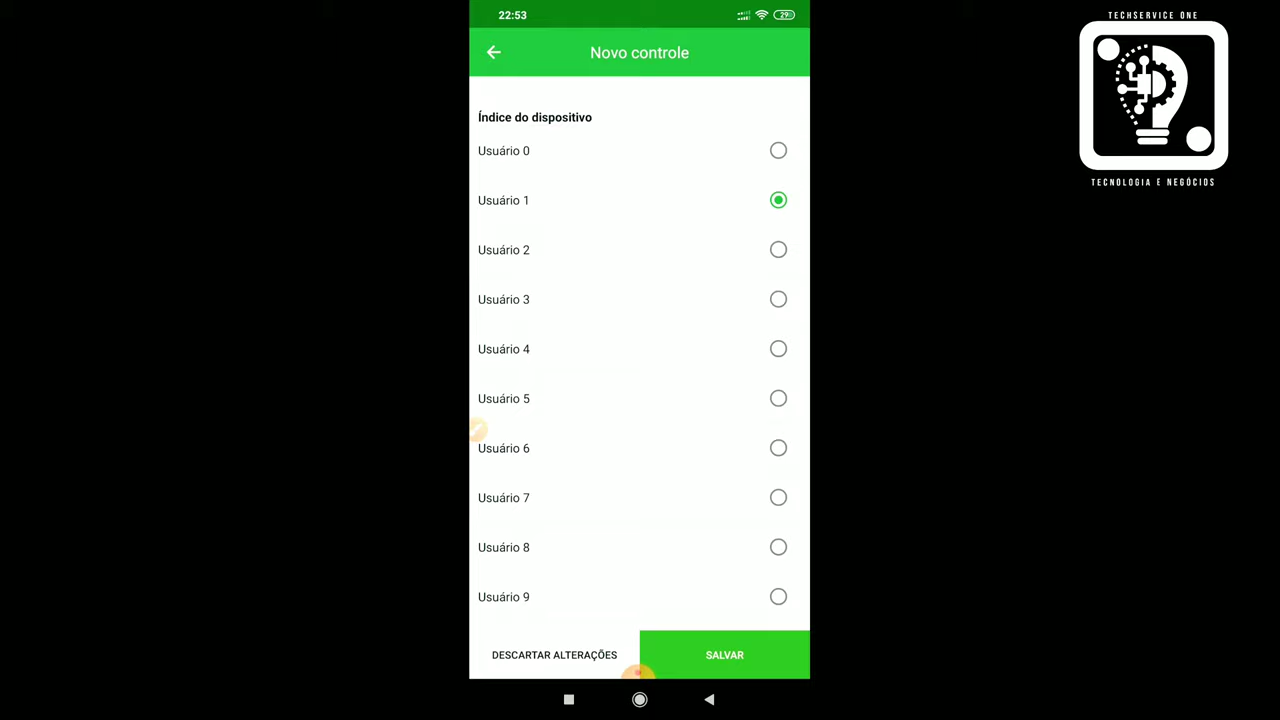 22:53
29
Novo controle
Índice do dispositivo
Usuário 0
Usuário 1
Usuário 2
Usuário 3
Usuário 4
Usuário 5
Usuário 6
Usuário 7
Usuário 8
Usuário 9
DESCARTAR ALTERAÇÕES
SALVAR
TECHSERVICE ONE
TECNOLOGIA E NEGÓCIOS